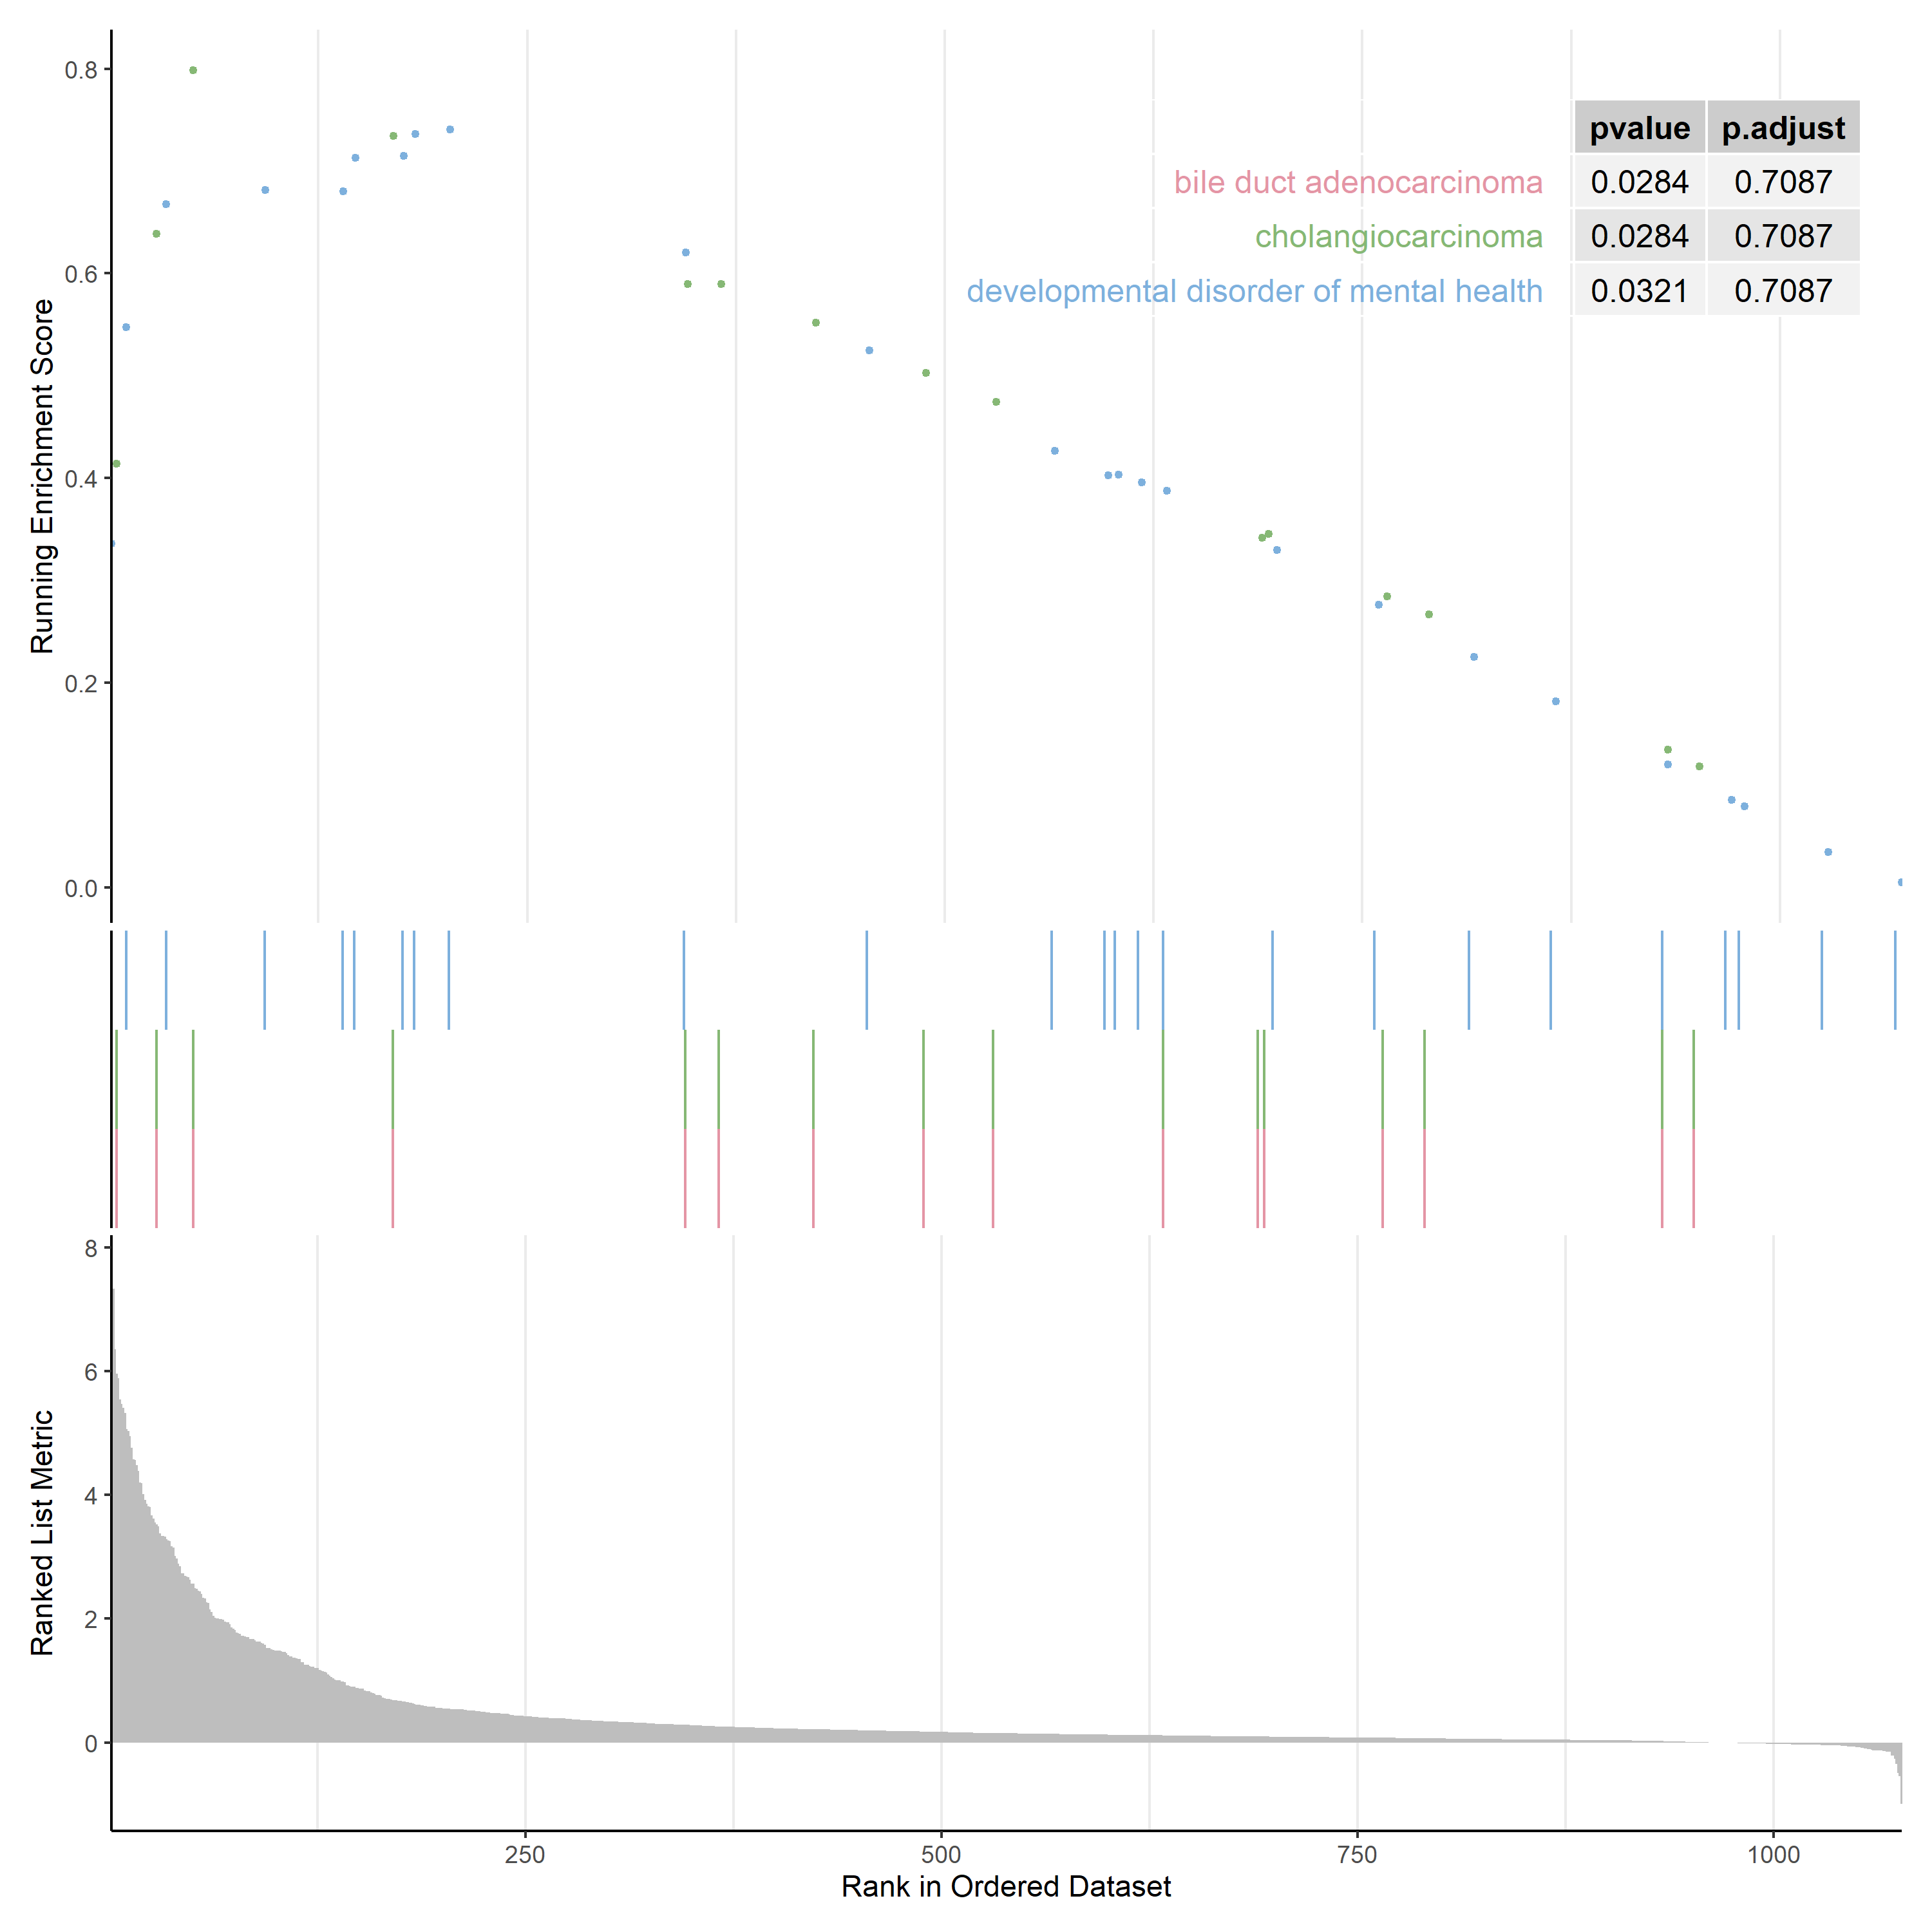 Running Enrichment Score
0.8
0.6
0.4
0.2
0.0
pvalue p.adjust
bile duct adenocarcinoma 0.0284 0.7087
cholangiocarcinoma 0.0284 0.7087
developmental disorder of mental health 0.0321 0.7087
Ranked List Metric
8
6
4
2
0
250 500 750 1000
Rank in Ordered Dataset